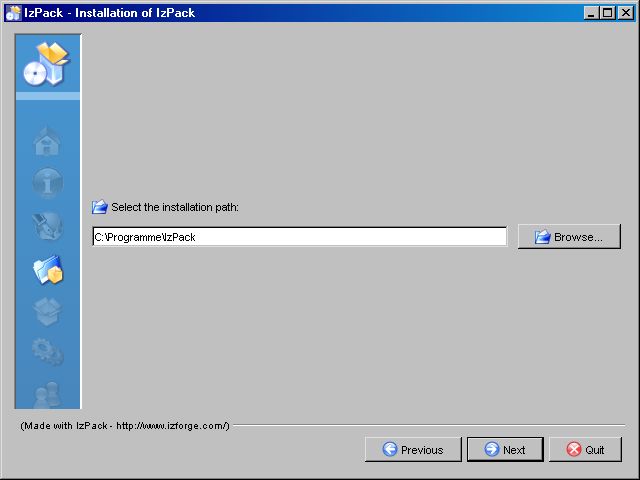 IzPack - Installation of IzPack
Select the installation path:
C:\Programme\IzPack
Browse...
(Made with IzPack - http://www.izforge.com/)
Previous
Next
Quit